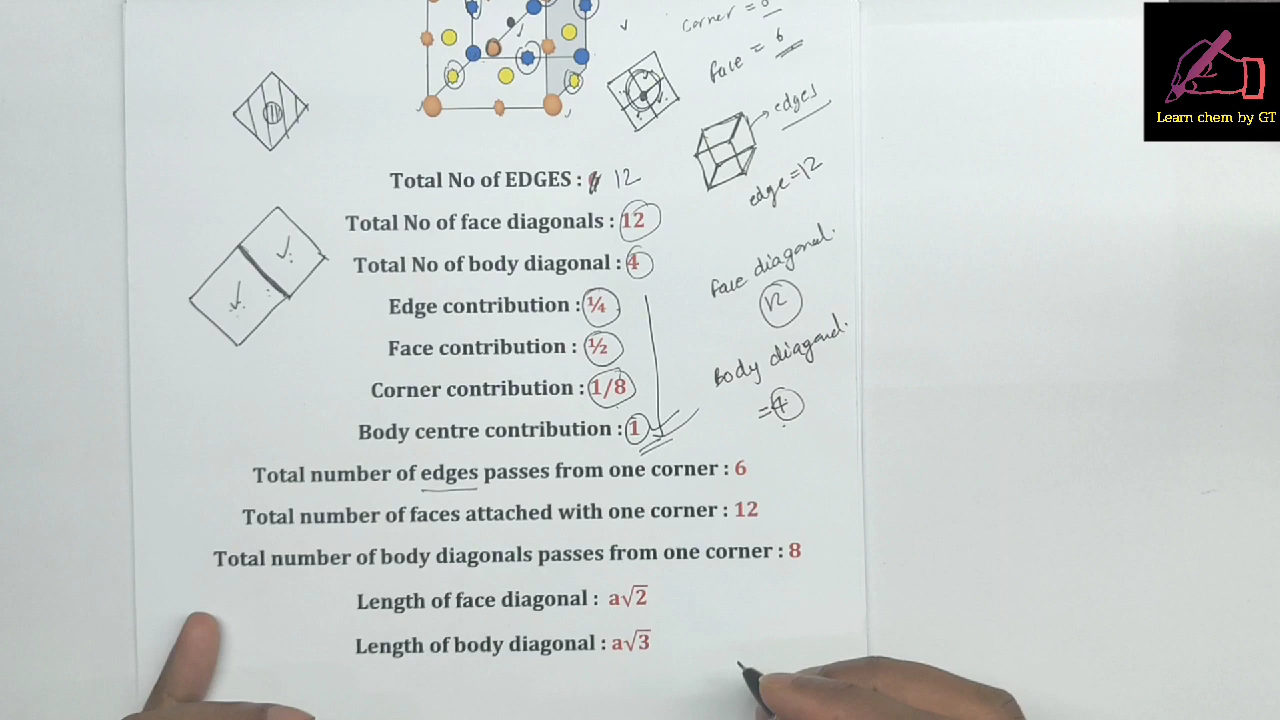 corner =
face = 6
edges
edge=12
Learn chem by GT
Total No of EDGES : 12
Total No of face diagonals : 12
Total No of body diagonal : 4
Edge contribution : ¼
Face contribution : ½
Corner contribution : 1/8
Body centre contribution : 1
face diagonal.
12
Body diagonal.
=4
Total number of edges passes from one corner : 6
Total number of faces attached with one corner : 12
Total number of body diagonals passes from one corner : 8
Length of face diagonal : a√2
Length of body diagonal : a√3